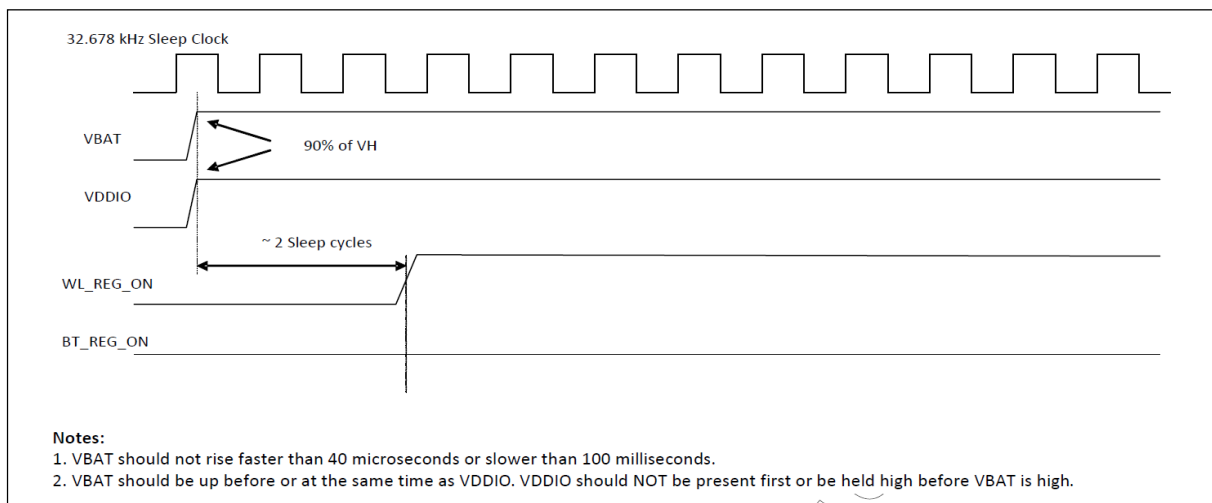 32.678 kHz Sleep Clock
VBAT
90% of VH
VDDIO
~ 2 Sleep cycles
WL_REG_ON
BT_REG_ON
Notes:
1. VBAT should not rise faster than 40 microseconds or slower than 100 milliseconds.
2. VBAT should be up before or at the same time as VDDIO. VDDIO should NOT be present first or be held high before VBAT is high.